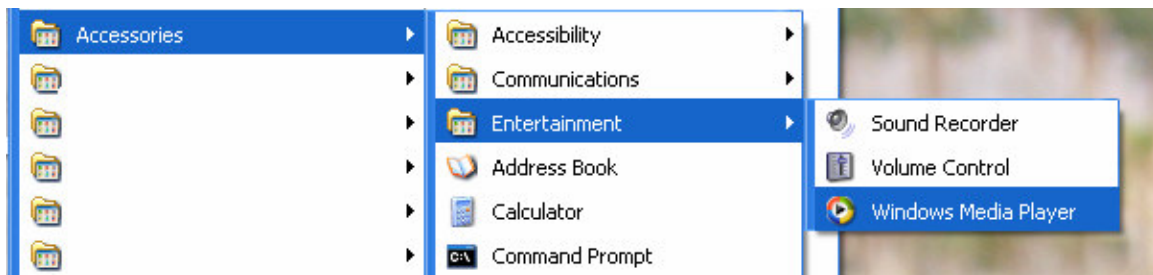 Accessories
Accessibility
Communications
Entertainment
Address Book
Calculator
Command Prompt
Sound Recorder
Volume Control
Windows Media Player